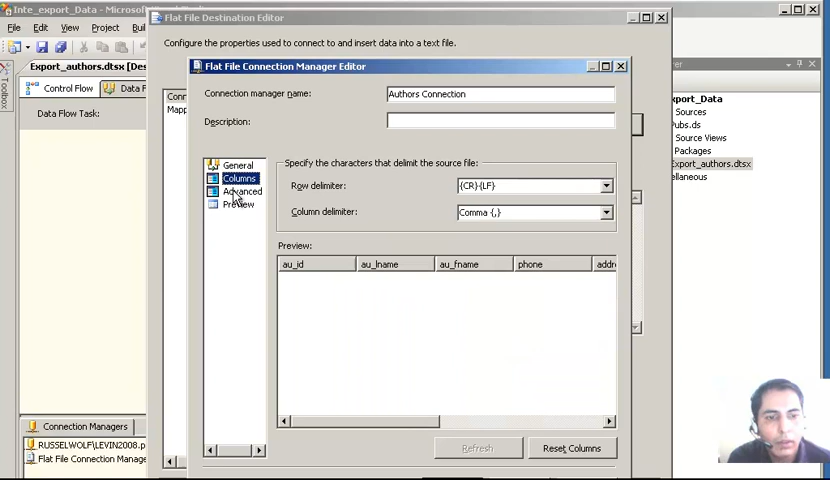 Inte_export_Data
Flat File Destination Editor
File
Edit
View
Project
Configure the properties used to connect to and insert data into a text file.
Flat File Connection Manager Editor
Export_authors.dtsx
Control Flow
Data Flow Task:
Toolbox
Connection manager name:
Authors Connection
Description:
General
Columns
Advanced
Preview
Specify the characters that delimit the source file:
Row delimiter:
{CR}{LF}
Column delimiter:
Comma {,}
Preview:
au_id
au_lname
au_fname
phone
Refresh
Reset Columns
xport_Data
Sources
Pubs.ds
Source Views
Packages
Export_authors.dtsx
ellaneous
Connection Managers
RUSSELWOLF\LEVIN2008.p
Flat File Connection Manage